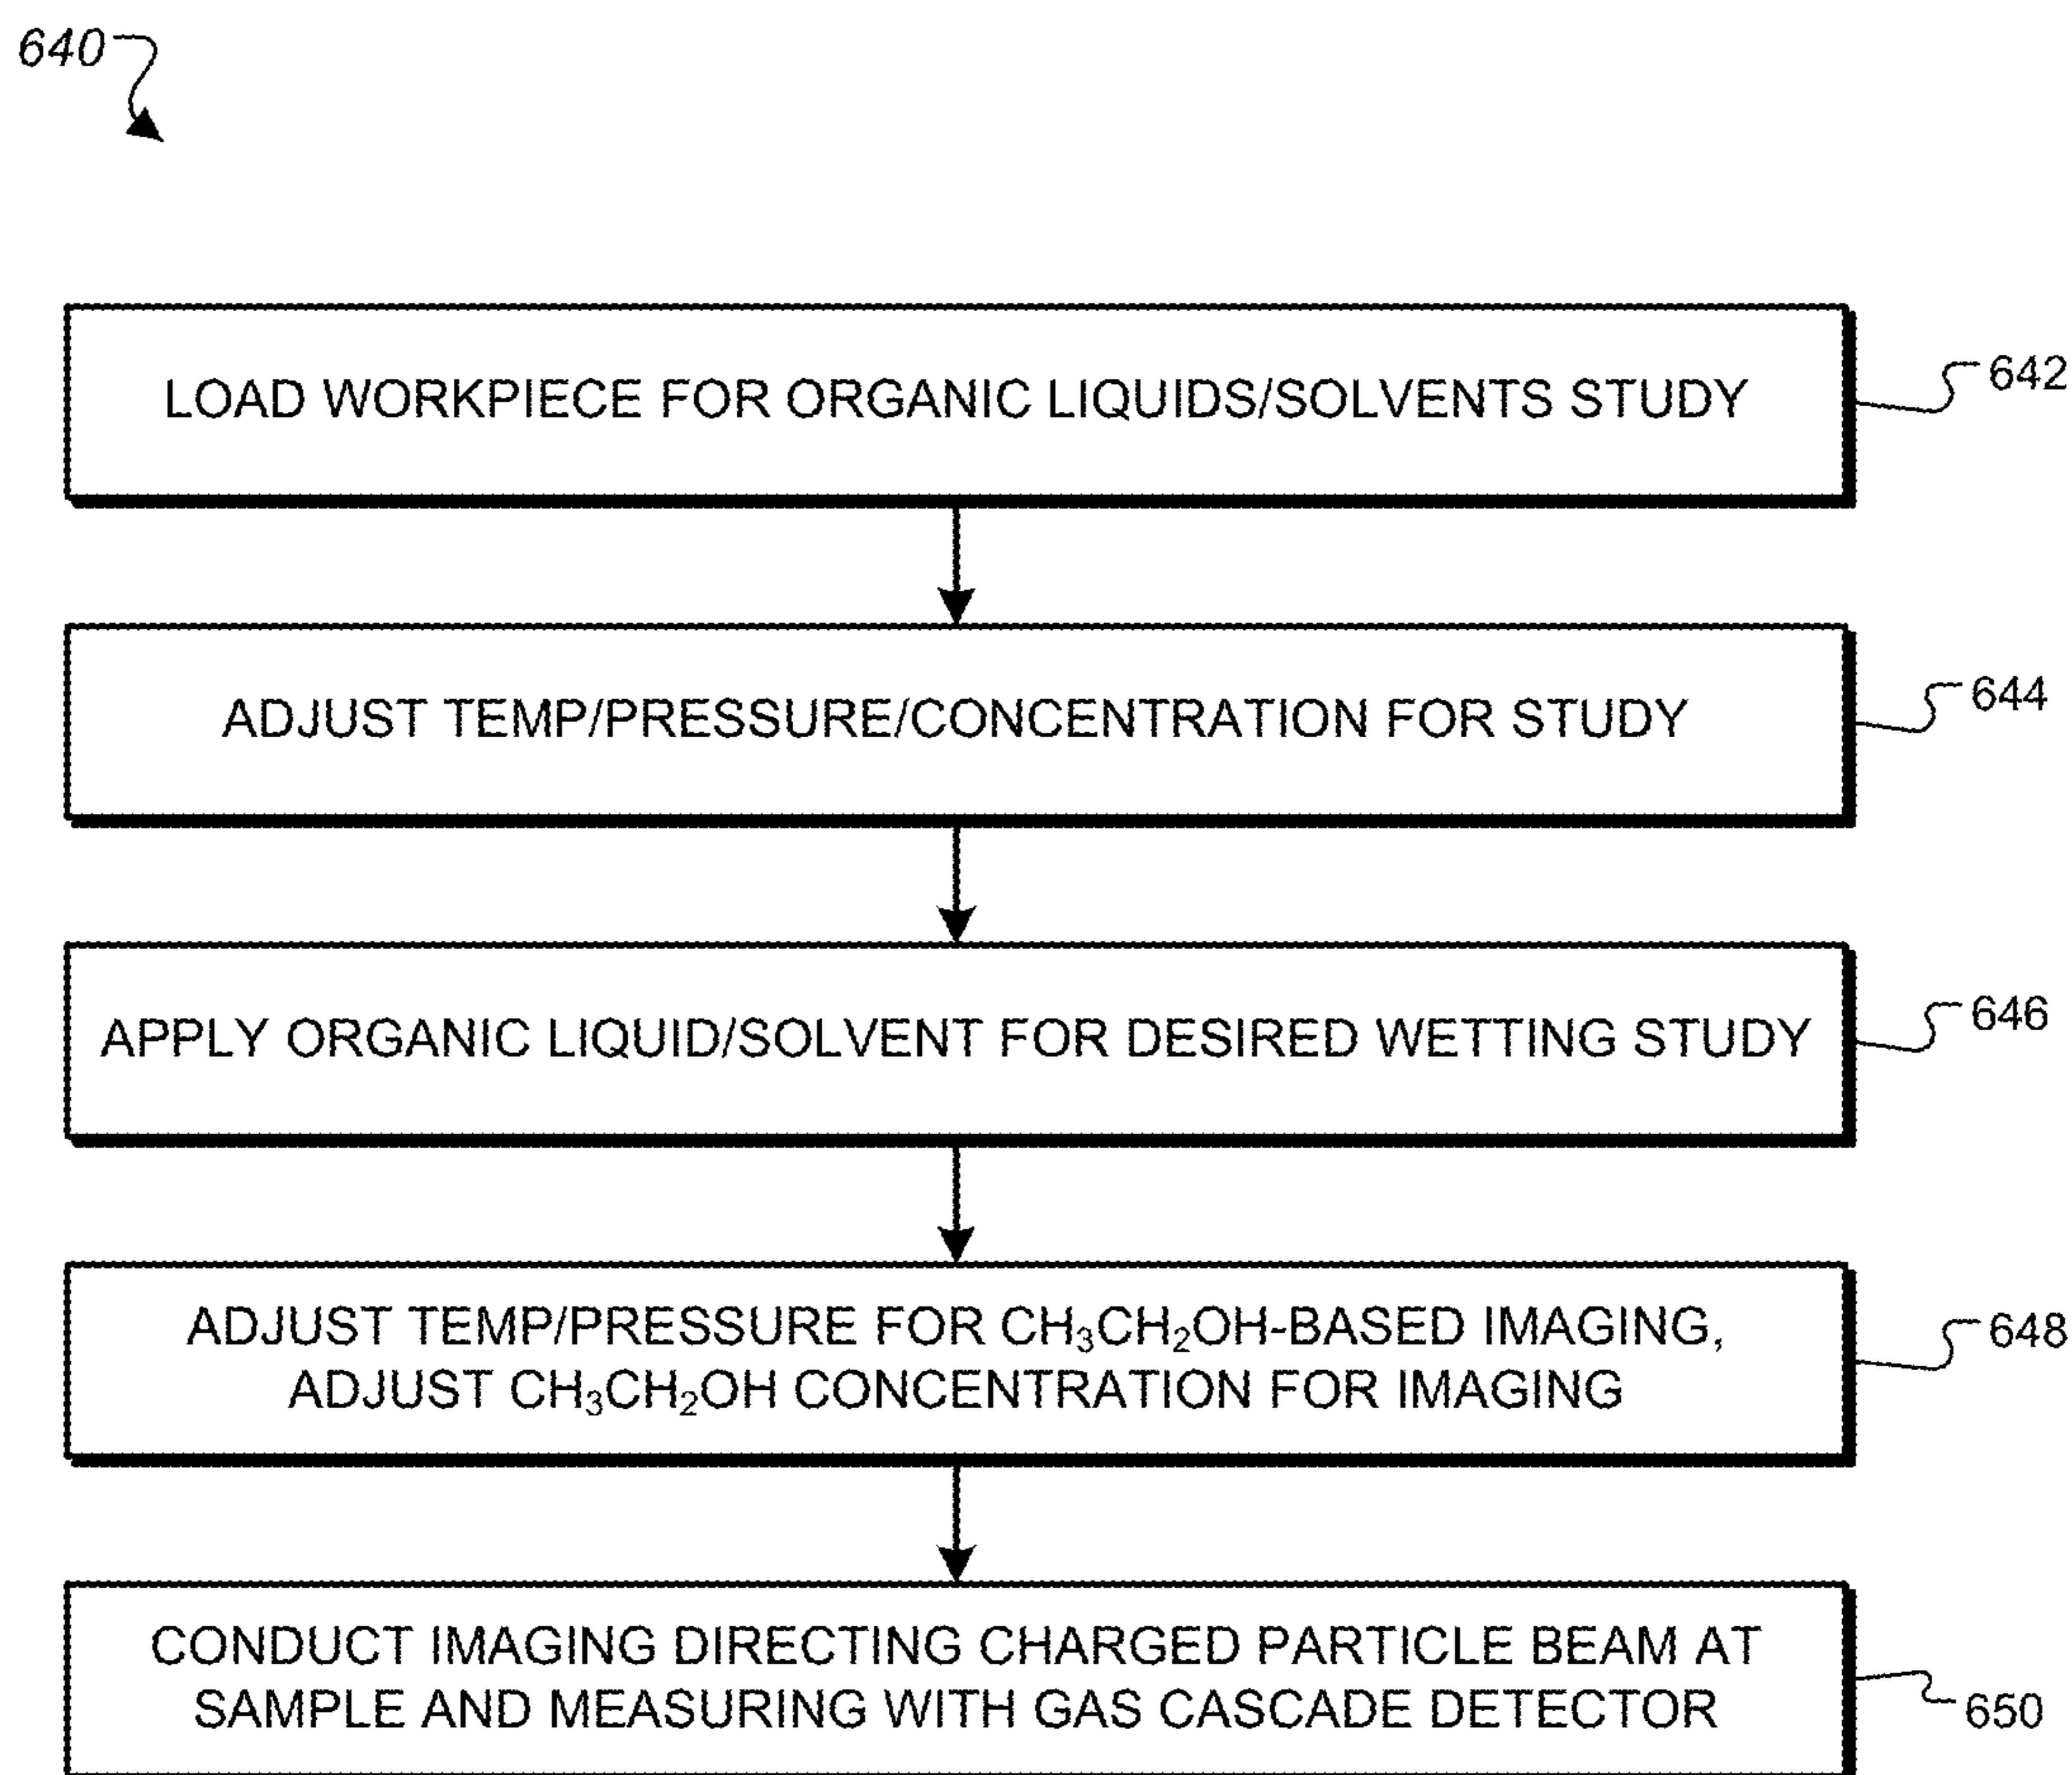 640
LOAD WORKPIECE FOR ORGANIC LIQUIDS/SOLVENTS STUDY
642
ADJUST TEMP/PRESSURE/CONCENTRATION FOR STUDY
644
APPLY ORGANIC LIQUID/SOLVENT FOR DESIRED WETTING STUDY
646
ADJUST TEMP/PRESSURE FOR CH₃CH₂OH-BASED IMAGING,
ADJUST CH₃CH₂OH CONCENTRATION FOR IMAGING
648
CONDUCT IMAGING DIRECTING CHARGED PARTICLE BEAM AT
SAMPLE AND MEASURING WITH GAS CASCADE DETECTOR
650